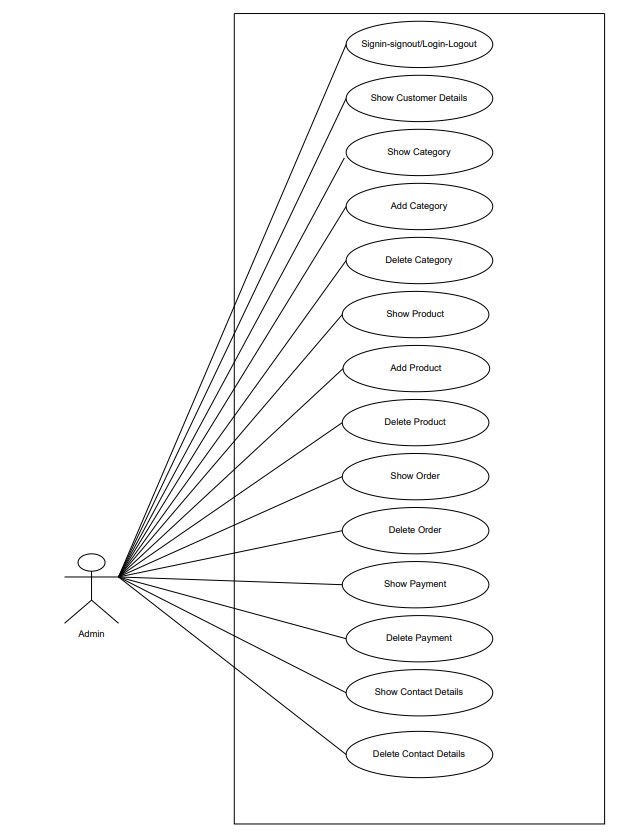 Signin-signout/Login-Logout
Show Customer Details
Show Category
Add Category
Delete Category
Show Product
Add Product
Delete Product
Show Order
Delete Order
Show Payment
Delete Payment
Show Contact Details
Delete Contact Details
Admin